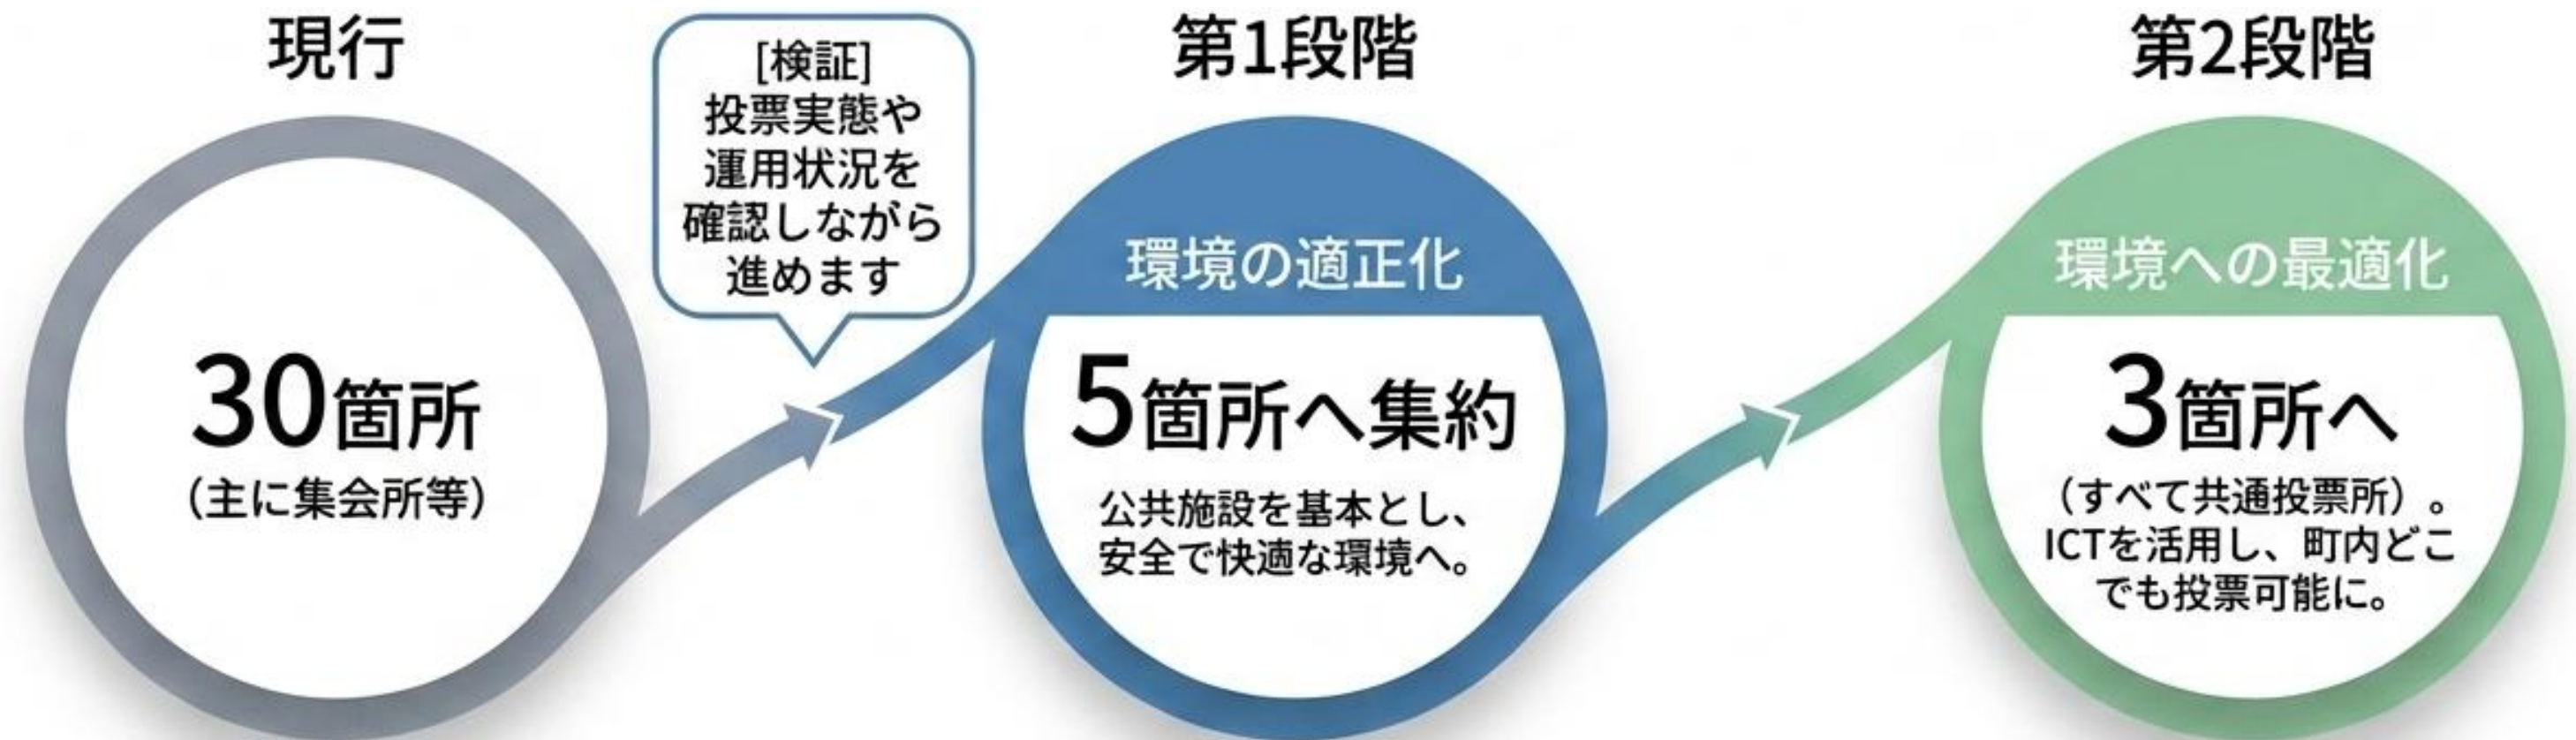 現行
30箇所
（主に集会所等）
[検証]
投票実態や
運用状況を
確認しながら
進めます
第1段階
環境の適正化
5箇所へ集約
公共施設を基本とし、
安全で快適な環境へ。
第2段階
環境への最適化
3箇所へ
（すべて共通投票所）。
ICTを活用し、町内どこ
でも投票可能に。